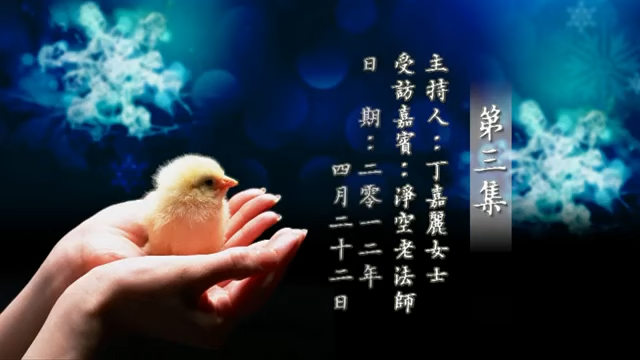 第三集
主持人：丁嘉麗女士
受訪嘉賓：淨空老法師
日期：二零一二年
四月二十二日